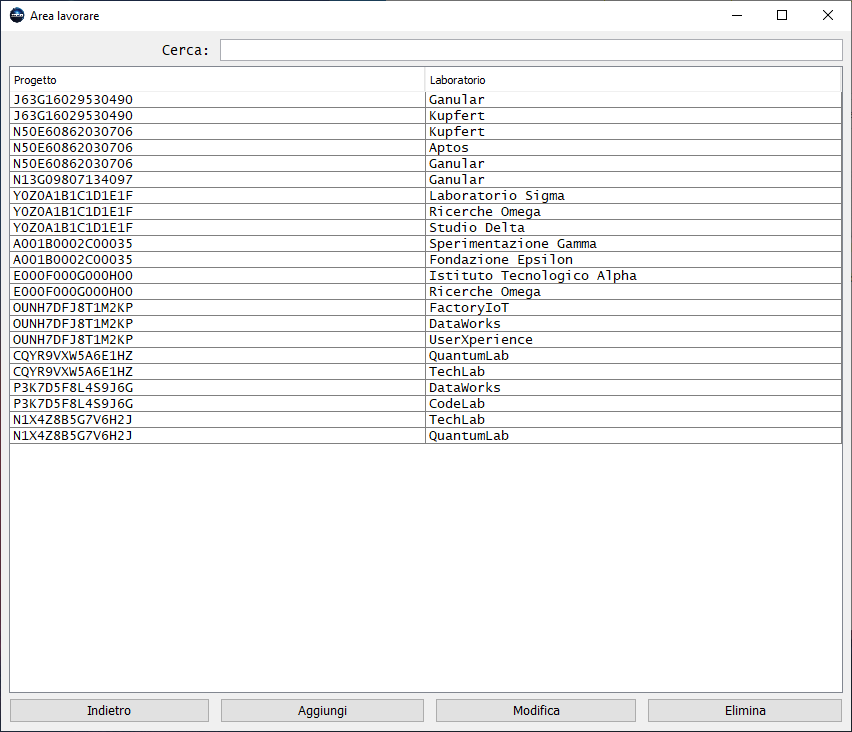 Area lavorare
Cerca:
Progetto Laboratorio
J63G16029530490 Ganular
J63G16029530490 Kupfert
N50E60862030706 Kupfert
N50E60862030706 Aptos
N50E60862030706 Ganular
N13G09807134097 Ganular
Y0Z0A1B1C1D1E1F Laboratorio Sigma
Y0Z0A1B1C1D1E1F Ricerche Omega
Y0Z0A1B1C1D1E1F Studio Delta
A001B0002C00035 Sperimentazione Gamma
A001B0002C00035 Fondazione Epsilon
E000F000G000H00 Istituto Tecnologico Alpha
E000F000G000H00 Ricerche Omega
OUNH7DFJ8T1M2KP FactoryIoT
OUNH7DFJ8T1M2KP DataWorks
OUNH7DFJ8T1M2KP UserXperience
CQYR9VXW5A6E1HZ QuantumLab
CQYR9VXW5A6E1HZ TechLab
P3K7D5F8L4S9J6G DataWorks
P3K7D5F8L4S9J6G CodeLab
N1X4Z8B5G7V6H2J TechLab
N1X4Z8B5G7V6H2J QuantumLab
Indietro Aggiungi Modifica Elimina